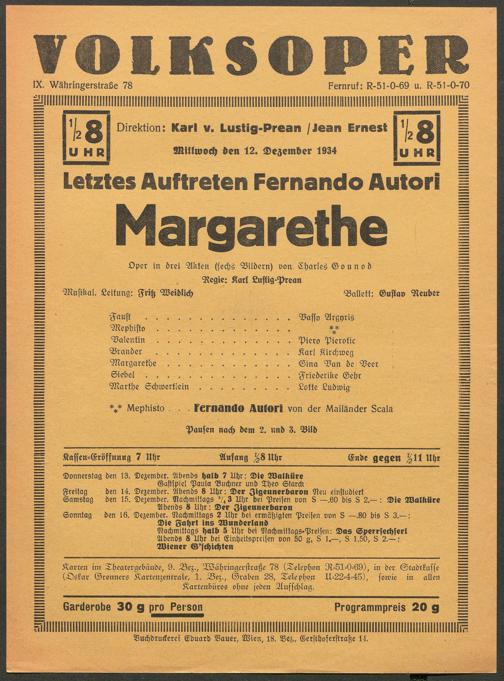 VOLKSOPER
IX. Währingerstraße 78 Fernruf: R-51-0-69 u. R-51-0-70
1/2 8 UHR
Direktion: Karl v. Lustig-Prean / Jean Ernest
1/2 8 UHR
Mittwoch den 12. Dezember 1934
Letztes Auftreten Fernando Autori
Margarethe
Oper in drei Akten (sechs Bildern) von Charles Gounod
Regie: Karl Lustig-Prean
Musikal. Leitung: Fritz Weidlich Ballett: Gustav Neuber
Faust . . . . . . . . . . . . . Vasso Argyris
Mephisto . . . . . . . . . . . . . ***
Valentin . . . . . . . . . . . . . Piero Pierotic
Brander . . . . . . . . . . . . . Karl Kirchweg
Margarethe . . . . . . . . . . . . Gina Van de Veer
Siebel . . . . . . . . . . . . . Friederike Gehr
Marthe Schwertlein . . . . . . . . . Lotte Ludwig
*** Mephisto . . . Fernando Autori von der Mailänder Scala
Pausen nach dem 2. und 3. Bild
Kassen-Eröffnung 7 Uhr Anfang ½8 Uhr Ende gegen ½11 Uhr
Donnerstag den 13. Dezember. Abends halb 7 Uhr: Die Walküre
Gastspiel Paula Buchner und Theo Starck
Freitag den 14. Dezember. Abends 8 Uhr: Der Zigeunerbaron Neu einstudiert
Samstag den 15. Dezember. Nachmittags ½3 Uhr bei Preisen von S —.60 bis S 2.—: Die Walküre
Abends 8 Uhr: Der Zigeunerbaron
Sonntag den 16. Dezember. Nachmittags 2 Uhr bei ermäßigten Preisen von S —.80 bis S 3.—:
Die Fahrt ins Wunderland
Nachmittags halb 5 Uhr bei Nachmittags-Preisen: Das Sperrsechserl
Abends 8 Uhr bei Einheitspreisen von 50 g, S 1.—, S 1.50, S 2.—:
Wiener G'schichten
Karten im Theatergebäude, 9. Bez., Währingerstraße 78 (Telephon R-51-0-69), in der Stadtkasse
(Oskar Gronners Kartenzentrale, 1. Bez., Graben 28, Telephon U-22-4-45), sowie in allen
Kartenbüros ohne jeden Aufschlag.
Garderobe 30 g pro Person Programmpreis 20 g
Buchdruckerei Eduard Bauer, Wien, 18. Bez., Gersthoferstraße 14.